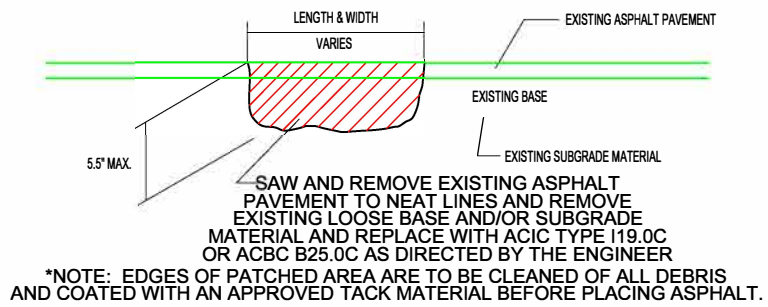 LENGTH & WIDTH
VARIES
EXISTING ASPHALT PAVEMENT
EXISTING BASE
5.5" MAX.
EXISTING SUBGRADE MATERIAL
SAW AND REMOVE EXISTING ASPHALT
PAVEMENT TO NEAT LINES AND REMOVE
EXISTING LOOSE BASE AND/OR SUBGRADE
MATERIAL AND REPLACE WITH ACIC TYPE I19.0C
OR ACBC B25.0C AS DIRECTED BY THE ENGINEER
*NOTE: EDGES OF PATCHED AREA ARE TO BE CLEANED OF ALL DEBRIS
AND COATED WITH AN APPROVED TACK MATERIAL BEFORE PLACING ASPHALT.